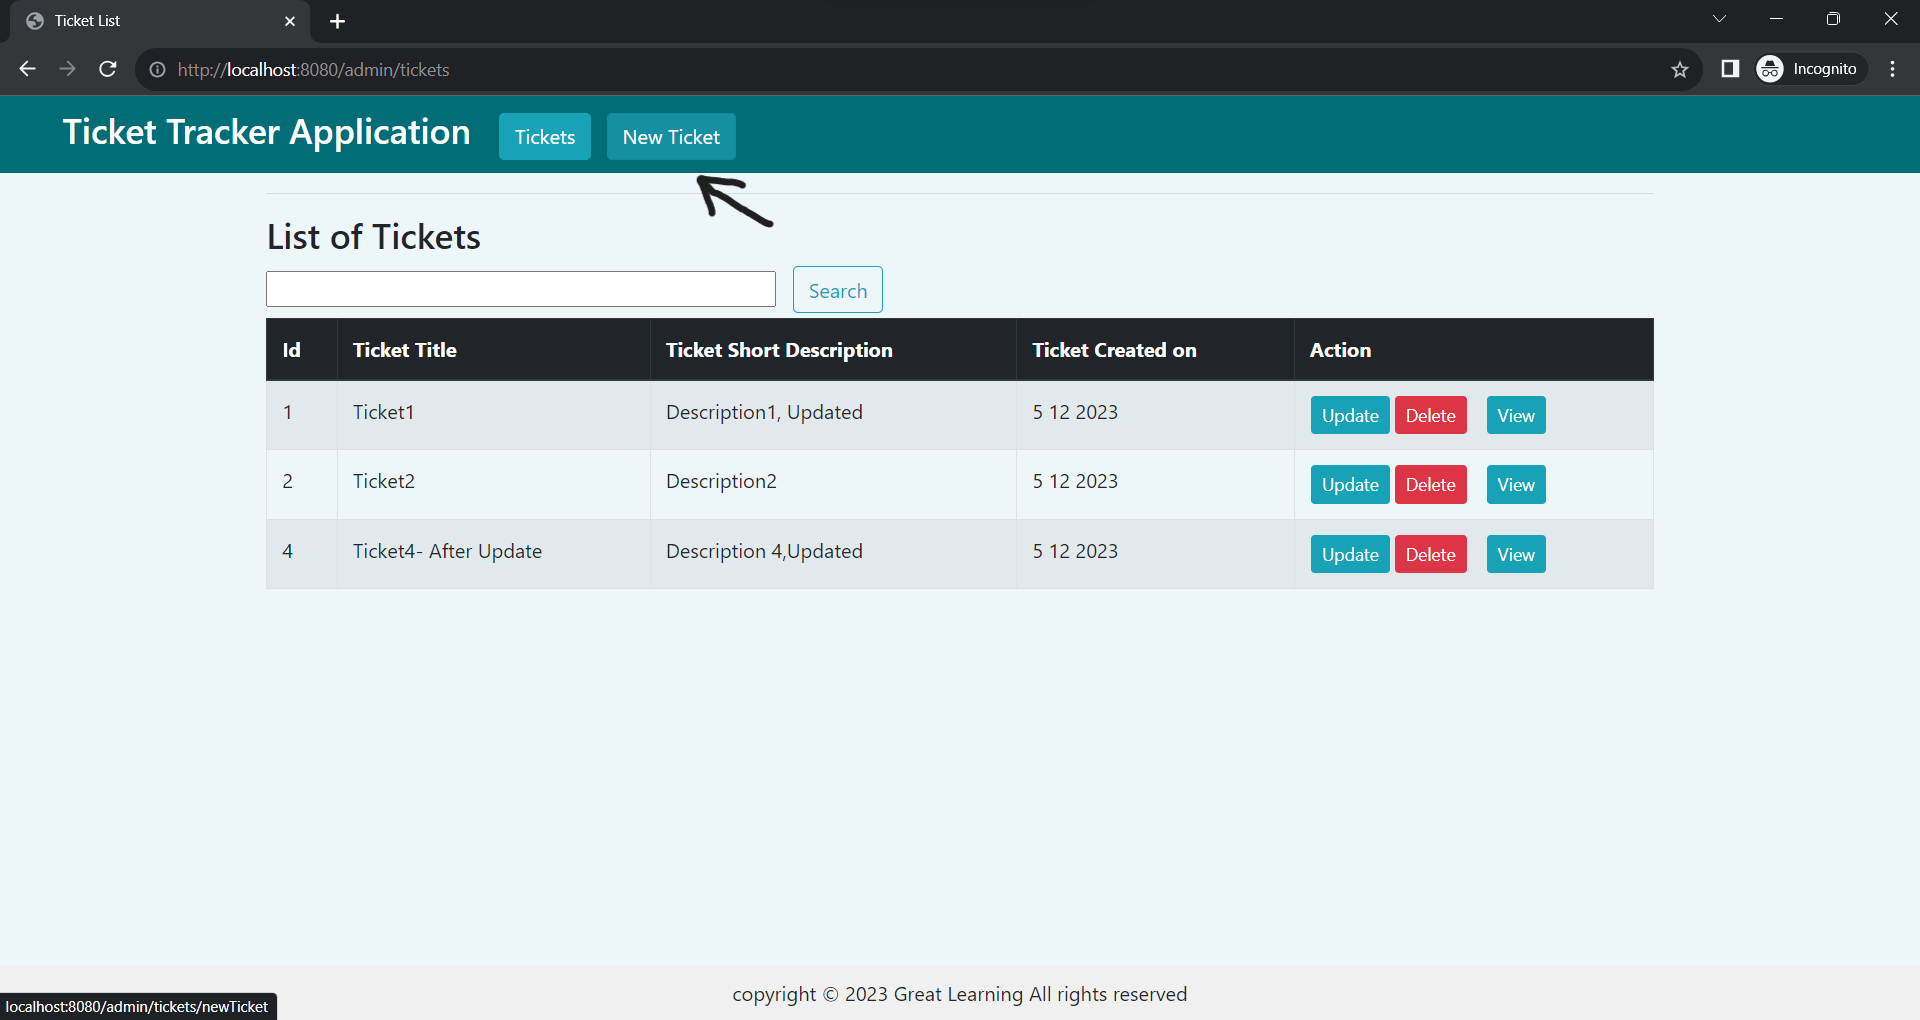 Ticket List
http://localhost:8080/admin/tickets
Incognito
Ticket Tracker Application Tickets New Ticket
List of Tickets
Search
Id Ticket Title Ticket Short Description Ticket Created on Action
1 Ticket1 Description1, Updated 5 12 2023 Update Delete View
2 Ticket2 Description2 5 12 2023 Update Delete View
4 Ticket4- After Update Description 4,Updated 5 12 2023 Update Delete View
copyright © 2023 Great Learning All rights reserved
localhost:8080/admin/tickets/newTicket